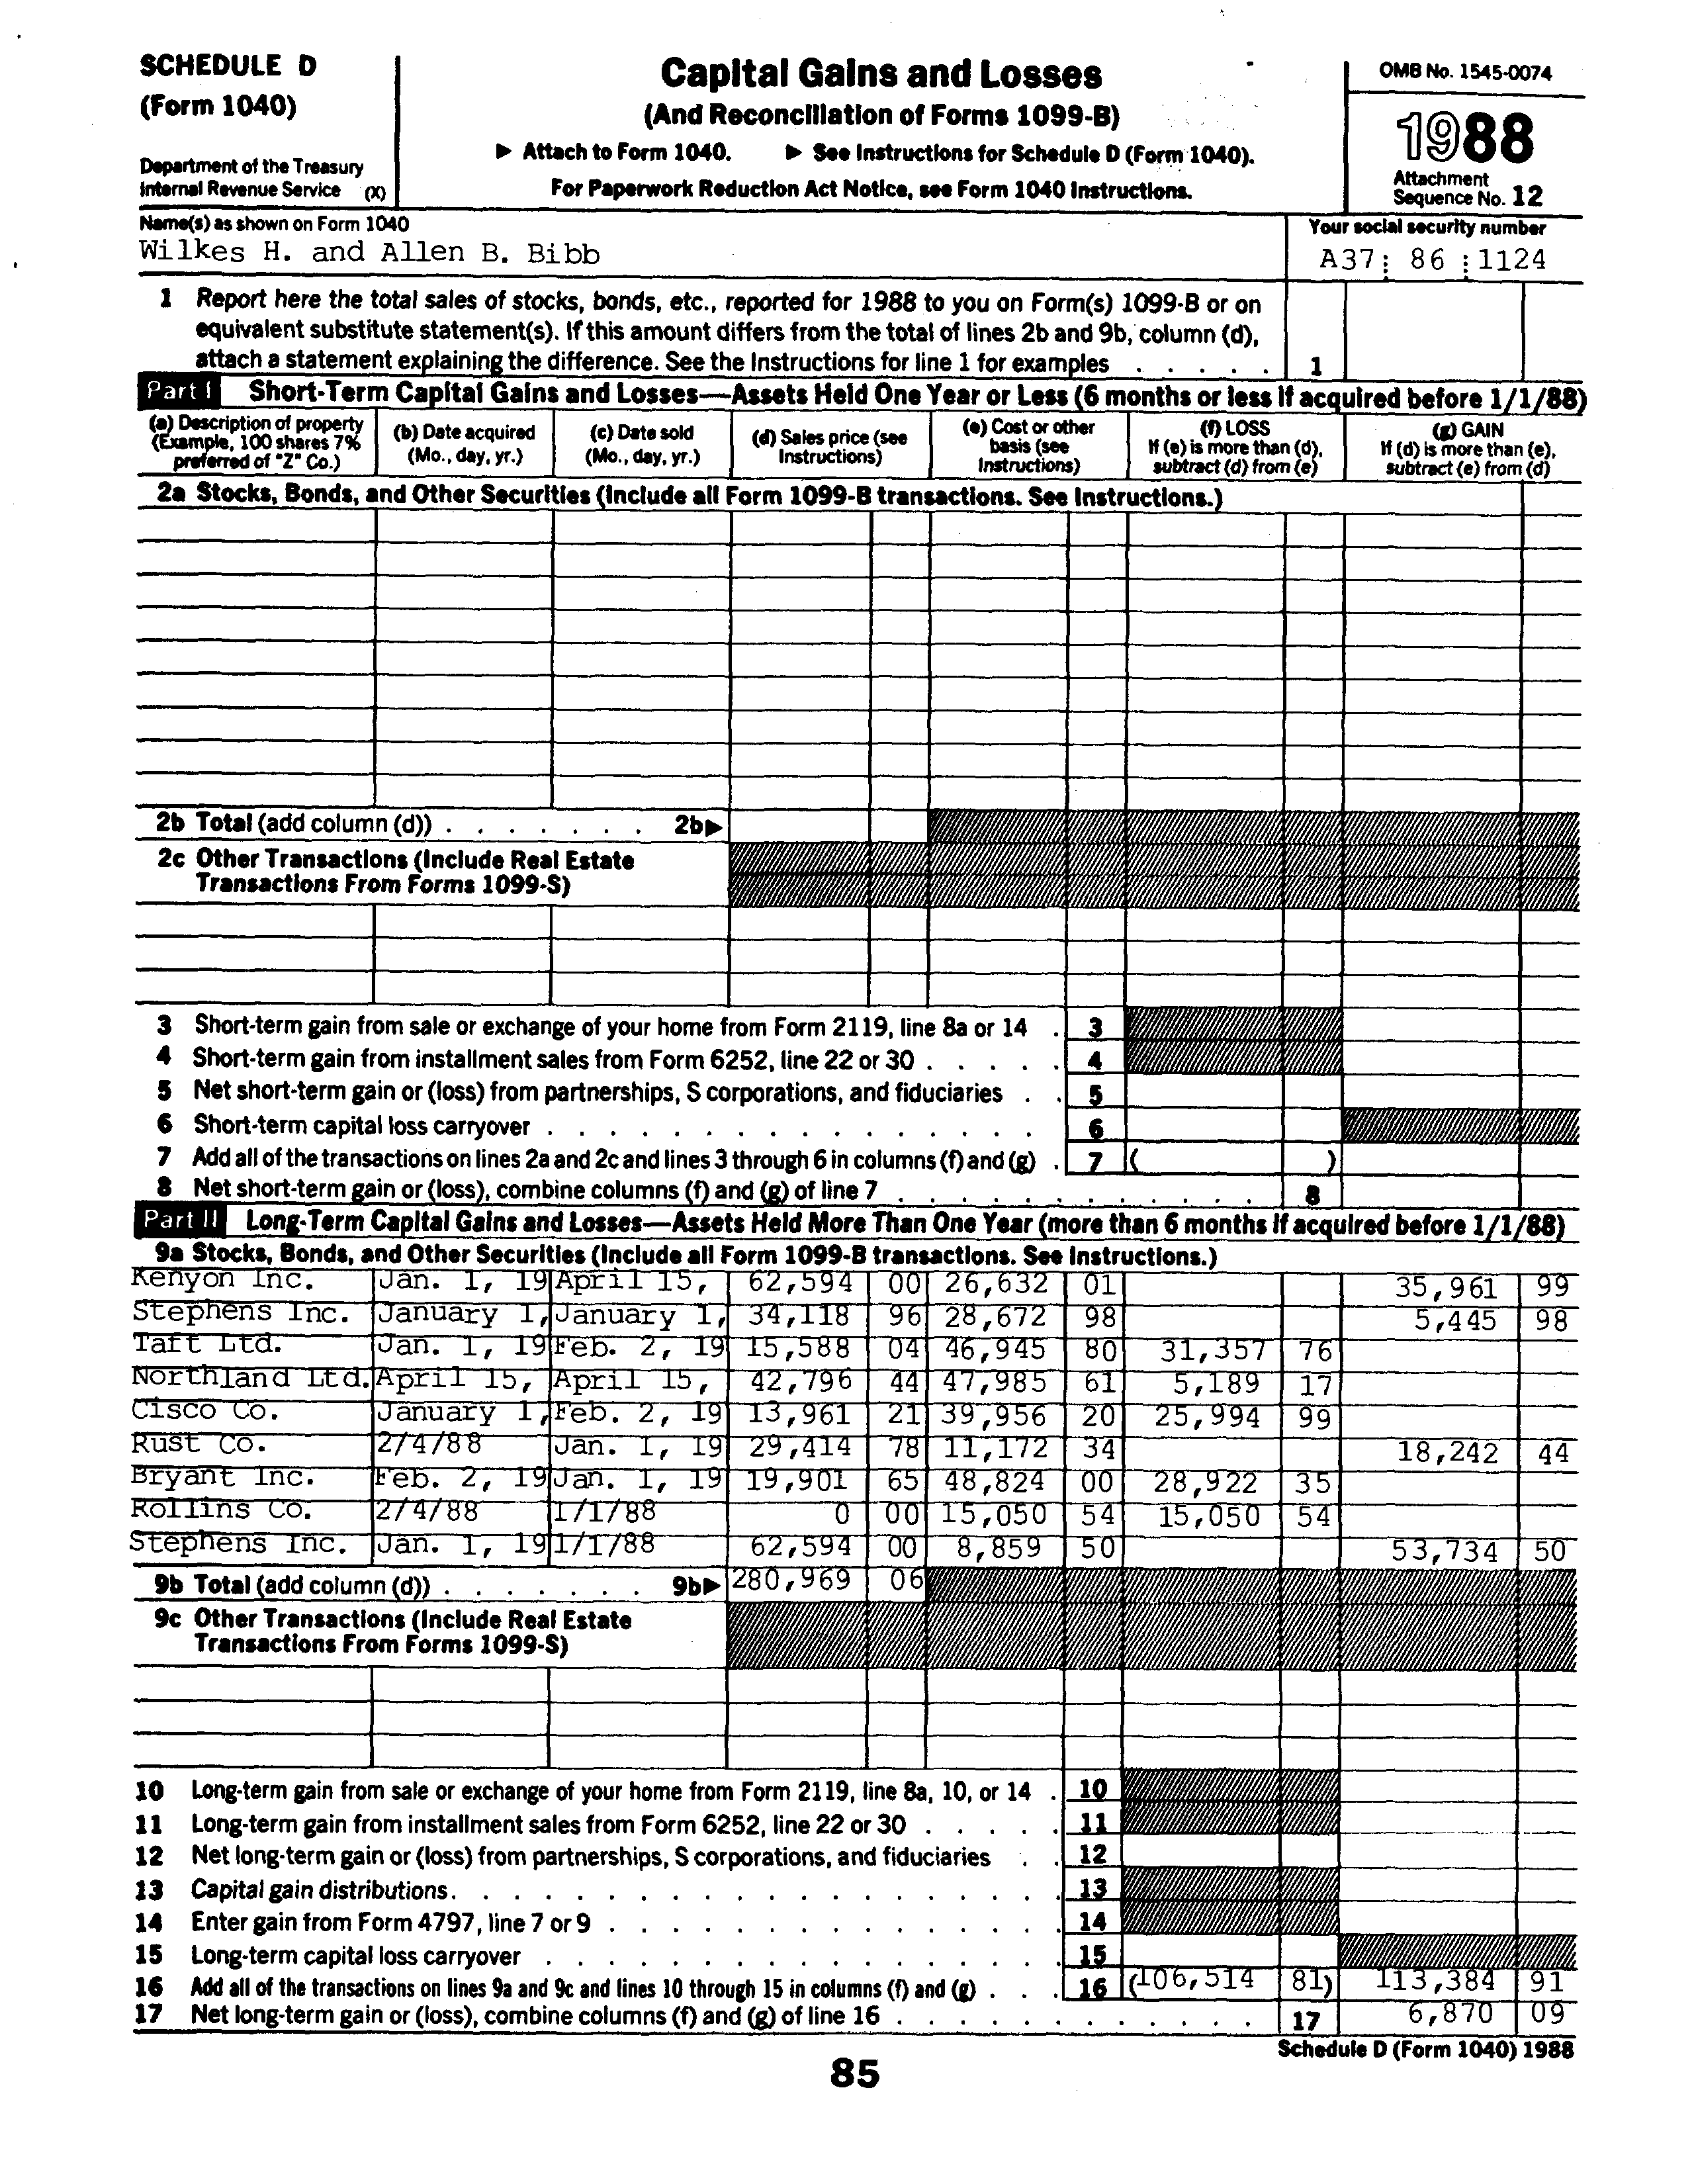 SCHEDULE D
(Form 1040)
Department of the Treasury
Internal Revenue Service (X)
Capital Gains and Losses
(And Reconciliation of Forms 1099-B)
▶ Attach to Form 1040. ▶ See Instructions for Schedule D (Form 1040).
For Paperwork Reduction Act Notice, see Form 1040 Instructions.
OMB No. 1545-0074
1988
Attachment
Sequence No. 12
Name(s) as shown on Form 1040
Wilkes H. and Allen B. Bibb
Your social security number
A37: 86 :1124
1 Report here the total sales of stocks, bonds, etc., reported for 1988 to you on Form(s) 1099-B or on
equivalent substitute statement(s). If this amount differs from the total of lines 2b and 9b, column (d),
attach a statement explaining the difference. See the Instructions for line 1 for examples . . . . . 1
Part I Short-Term Capital Gains and Losses—Assets Held One Year or Less (6 months or less if acquired before 1/1/88)
(a) Description of property
(Example, 100 shares 7%
preferred of "Z" Co.)
(b) Date acquired
(Mo., day, yr.)
(c) Date sold
(Mo., day, yr.)
(d) Sales price (see
Instructions)
(e) Cost or other
basis (see
Instructions)
(f) LOSS
If (e) is more than (d),
subtract (d) from (e)
(g) GAIN
If (d) is more than (e),
subtract (e) from (d)
2a Stocks, Bonds, and Other Securities (Include all Form 1099-B transactions. See Instructions.)
2b Total (add column (d)) . . . . . . . 2b▶
2c Other Transactions (Include Real Estate
Transactions From Forms 1099-S)
3 Short-term gain from sale or exchange of your home from Form 2119, line 8a or 14 . 3
4 Short-term gain from installment sales from Form 6252, line 22 or 30 . . . . . 4
5 Net short-term gain or (loss) from partnerships, S corporations, and fiduciaries . . 5
6 Short-term capital loss carryover . . . . . . . . . . . . . . . . 6
7 Add all of the transactions on lines 2a and 2c and lines 3 through 6 in columns (f) and (g) . 7 ( )
8 Net short-term gain or (loss), combine columns (f) and (g) of line 7 . . . . . . . . . . . . 8
Part II Long-Term Capital Gains and Losses—Assets Held More Than One Year (more than 6 months if acquired before 1/1/88)
9a Stocks, Bonds, and Other Securities (Include all Form 1099-B transactions. See Instructions.)
Kenyon Inc. Jan. 1, 19 April 15, 62,594 00 26,632 01 35,961 99
Stephens Inc. January 1, January 1, 34,118 96 28,672 98 5,445 98
Taft Ltd. Jan. 1, 19 Feb. 2, 19 15,588 04 46,945 80 31,357 76
Northland Ltd. April 15, April 15, 42,796 44 47,985 61 5,189 17
Cisco Co. January 1, Feb. 2, 19 13,961 21 39,956 20 25,994 99
Rust Co. 2/4/88 Jan. 1, 19 29,414 78 11,172 34 18,242 44
Bryant Inc. Feb. 2, 19 Jan. 1, 19 19,901 65 48,824 00 28,922 35
Rollins Co. 2/4/88 1/1/88 0 00 15,050 54 15,050 54
Stephens Inc. Jan. 1, 19 1/1/88 62,594 00 8,859 50 53,734 50
9b Total (add column (d)) . . . . . . . 9b▶ 280,969 06
9c Other Transactions (Include Real Estate
Transactions From Forms 1099-S)
10 Long-term gain from sale or exchange of your home from Form 2119, line 8a, 10, or 14 . 10
11 Long-term gain from installment sales from Form 6252, line 22 or 30 . . . . . 11
12 Net long-term gain or (loss) from partnerships, S corporations, and fiduciaries . . 12
13 Capital gain distributions. . . . . . . . . . . . . . . . . . . 13
14 Enter gain from Form 4797, line 7 or 9 . . . . . . . . . . . . . . 14
15 Long-term capital loss carryover . . . . . . . . . . . . . . . . 15
16 Add all of the transactions on lines 9a and 9c and lines 10 through 15 in columns (f) and (g) . . . 16 (106,514 81) 113,384 91
17 Net long-term gain or (loss), combine columns (f) and (g) of line 16 . . . . . . . . . . . . 17 6,870 09
Schedule D (Form 1040) 1988
85